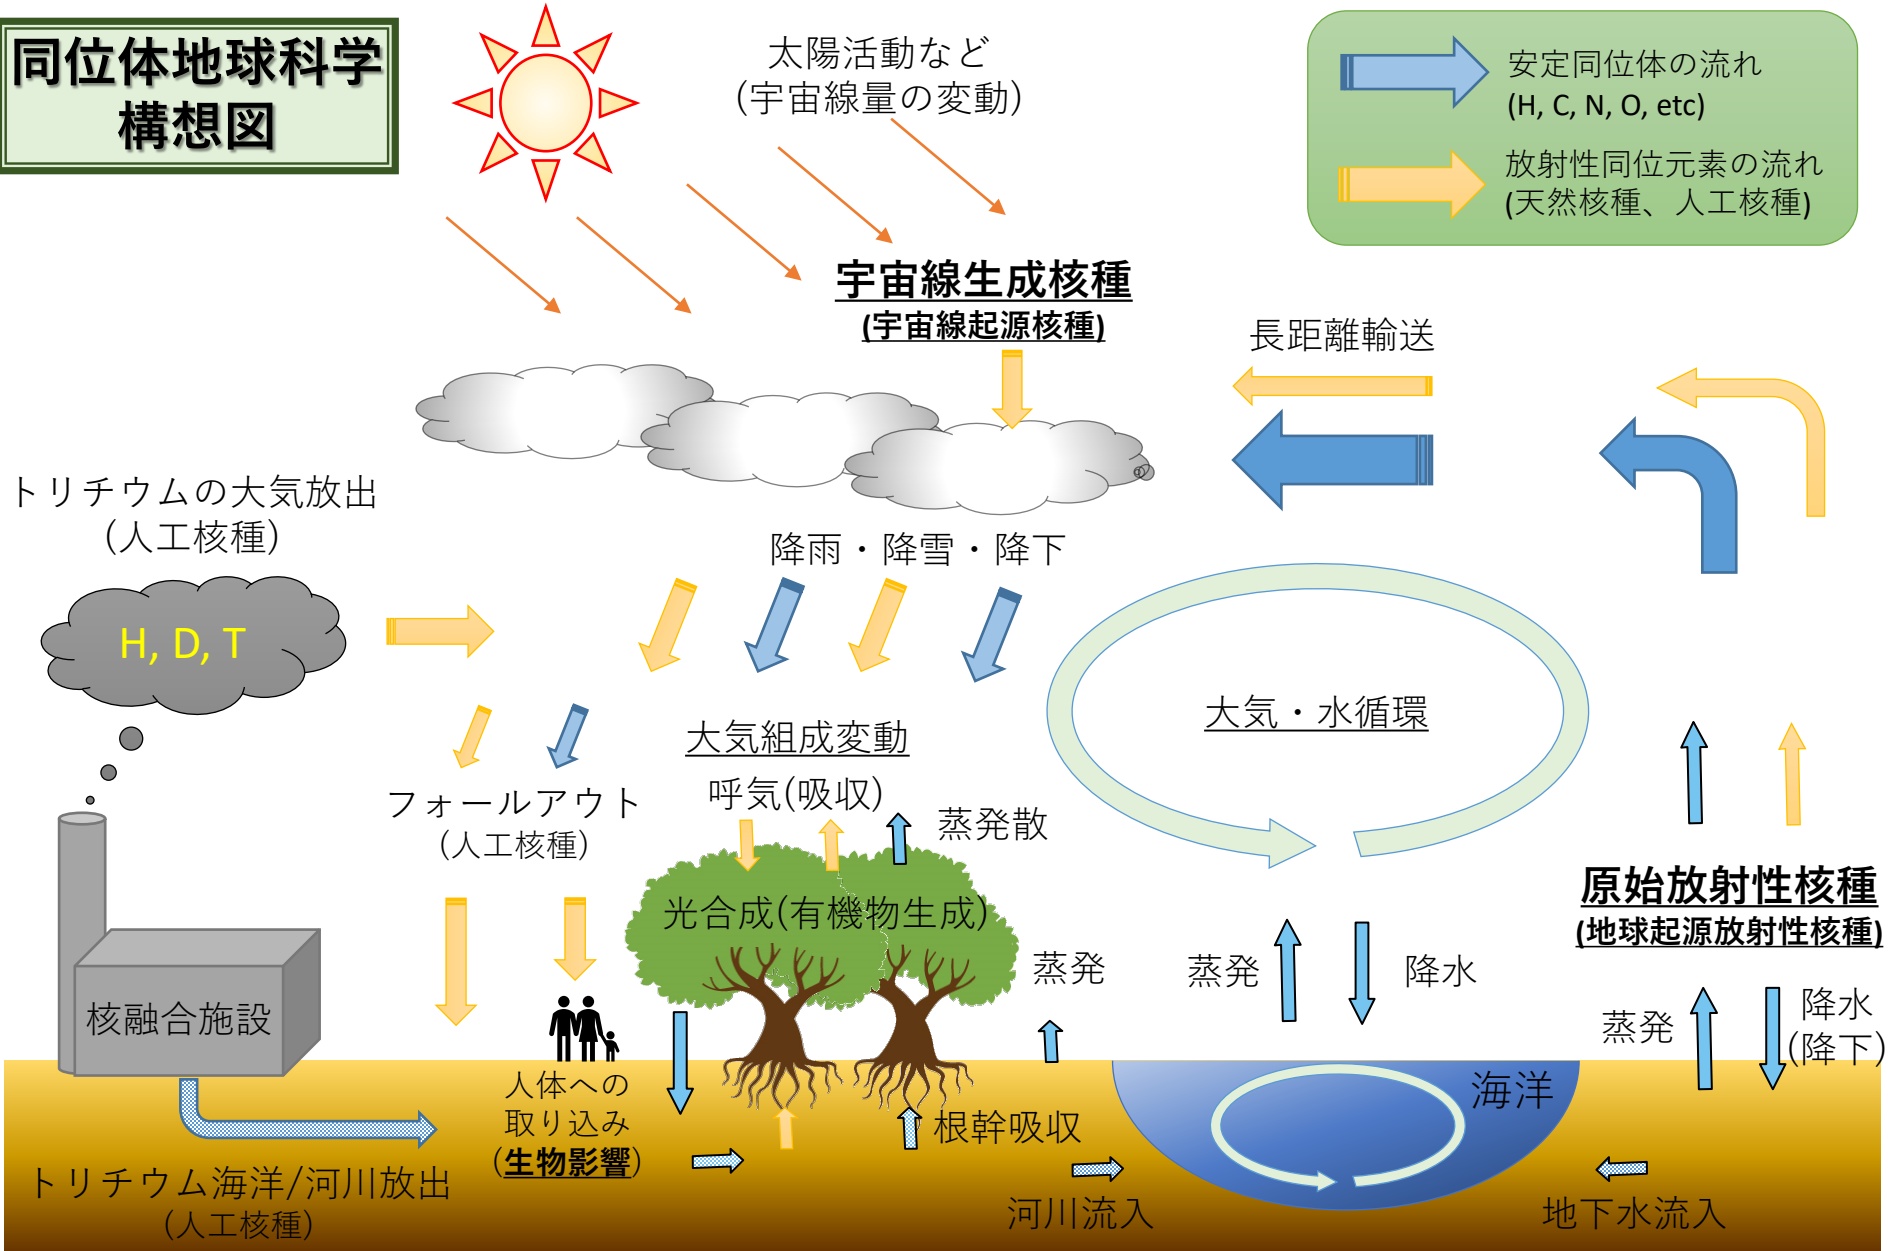 同位体地球科学
構想図
太陽活動など
(宇宙線量の変動)
安定同位体の流れ
(H, C, N, O, etc)
放射性同位元素の流れ
(天然核種、人工核種)
宇宙線生成核種
(宇宙線起源核種)
長距離輸送
トリチウムの大気放出
(人工核種)
H, D, T
降雨・降雪・降下
大気・水循環
大気組成変動
呼気(吸収)
蒸発散
フォールアウト
(人工核種)
光合成(有機物生成)
原始放射性核種
(地球起源放射性核種)
蒸発
蒸発
降水
蒸発
降水
(降下)
核融合施設
人体への
取り込み
(生物影響)
海洋
根幹吸収
トリチウム海洋/河川放出
(人工核種)
河川流入
地下水流入